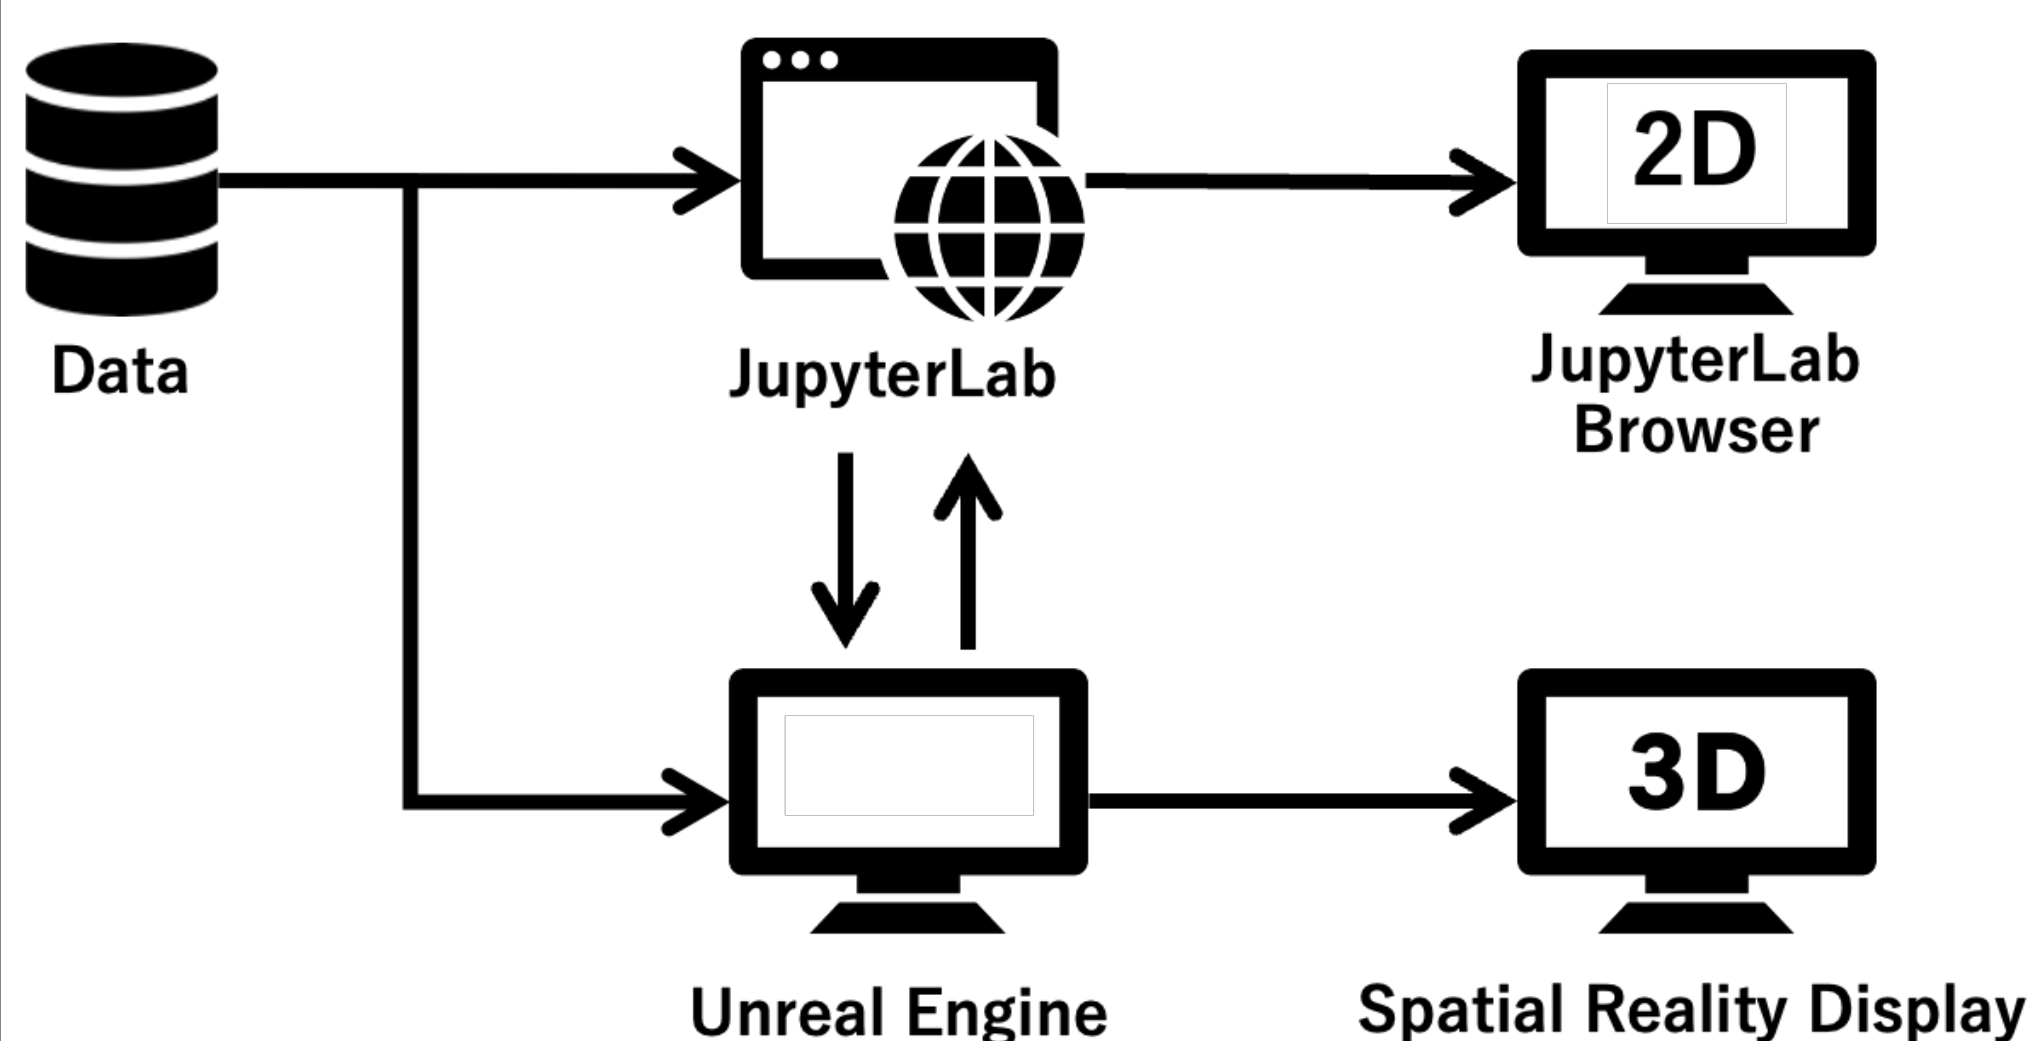 2D
Data
JupyterLab
JupyterLab
Browser
3D
Unreal Engine
Spatial Reality Display